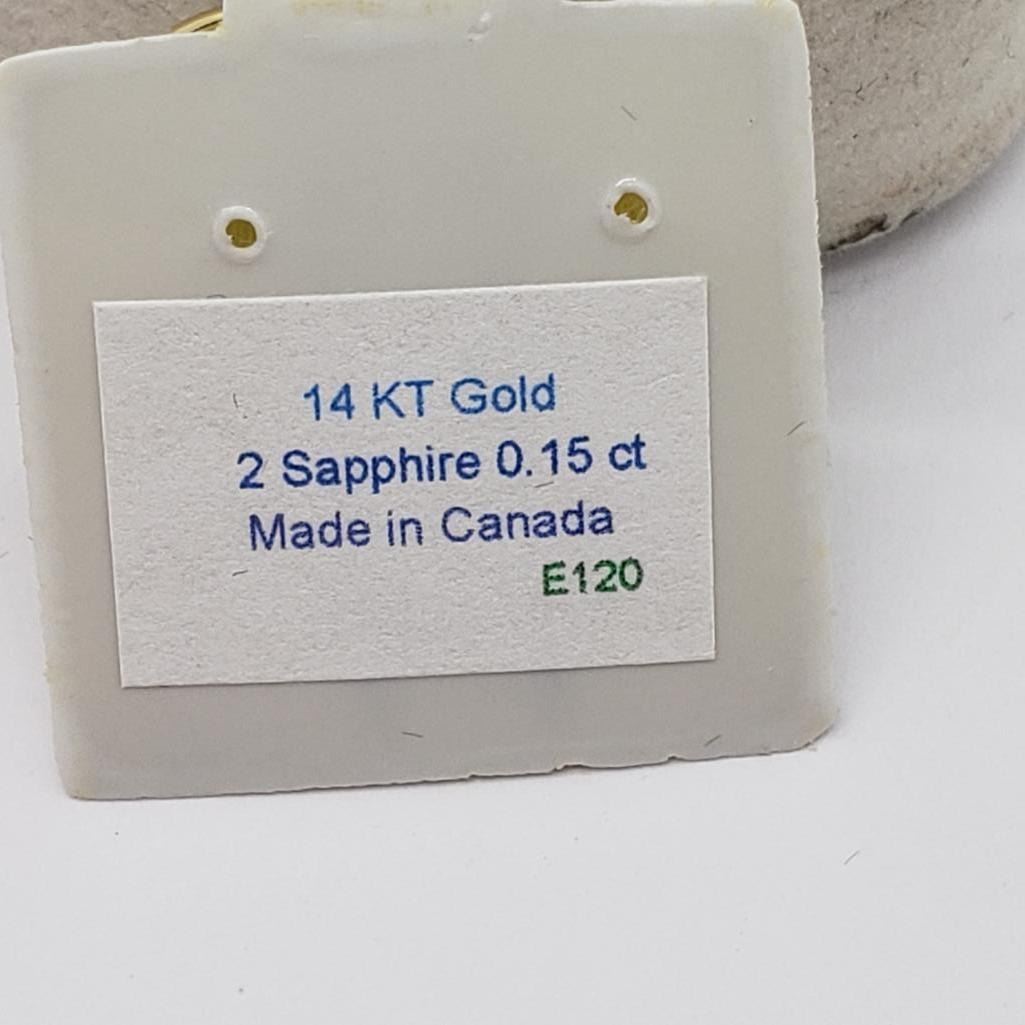 14 KT Gold
2 Sapphire 0.15 ct
Made in Canada
E120